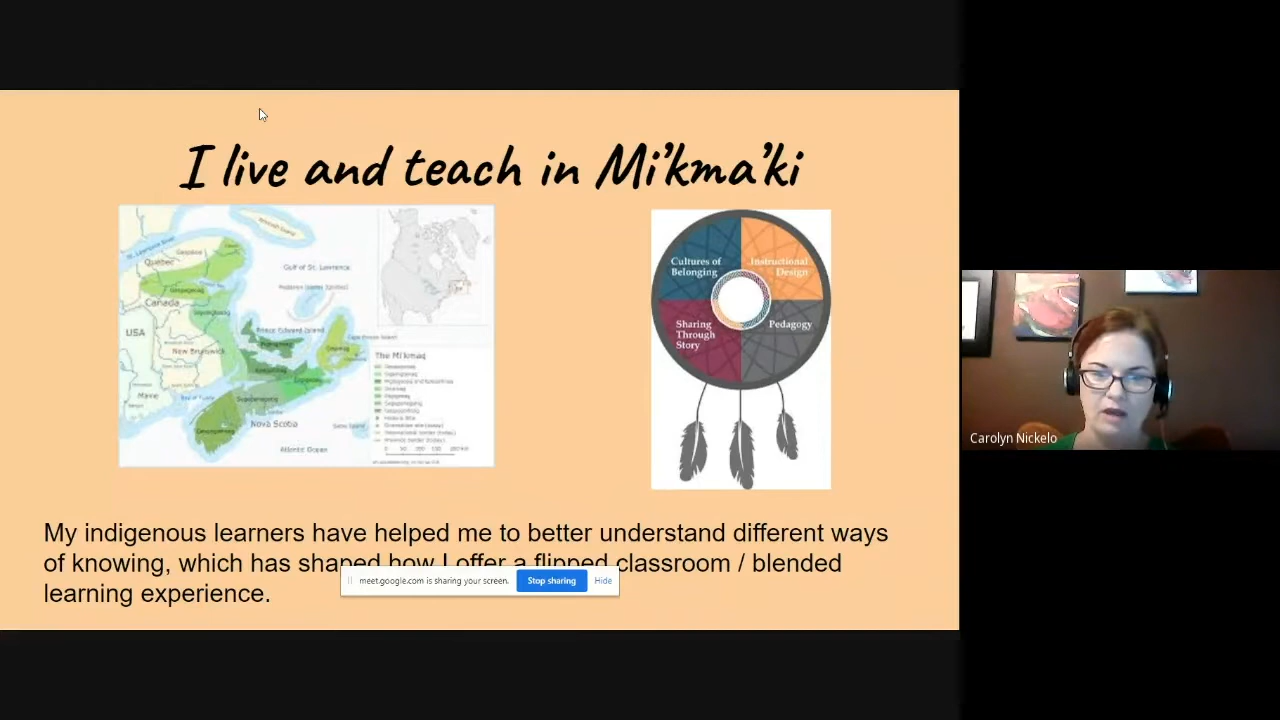 I live and teach in Mi'kma'ki
Quebec
Canada
USA
New Brunswick
Maine
Gulf of St. Lawrence
Prince Edward Island
Nova Scotia
Atlantic Ocean
The Mi'kmaq
Cultures of
Belonging
Instructional
Design
Sharing
Through
Story
Pedagogy
My indigenous learners have helped me to better understand different ways
of knowing, which has shaped how I offer a flipped classroom / blended
learning experience.
meet.google.com is sharing your screen.
Stop sharing
Hide
Carolyn Nickelo